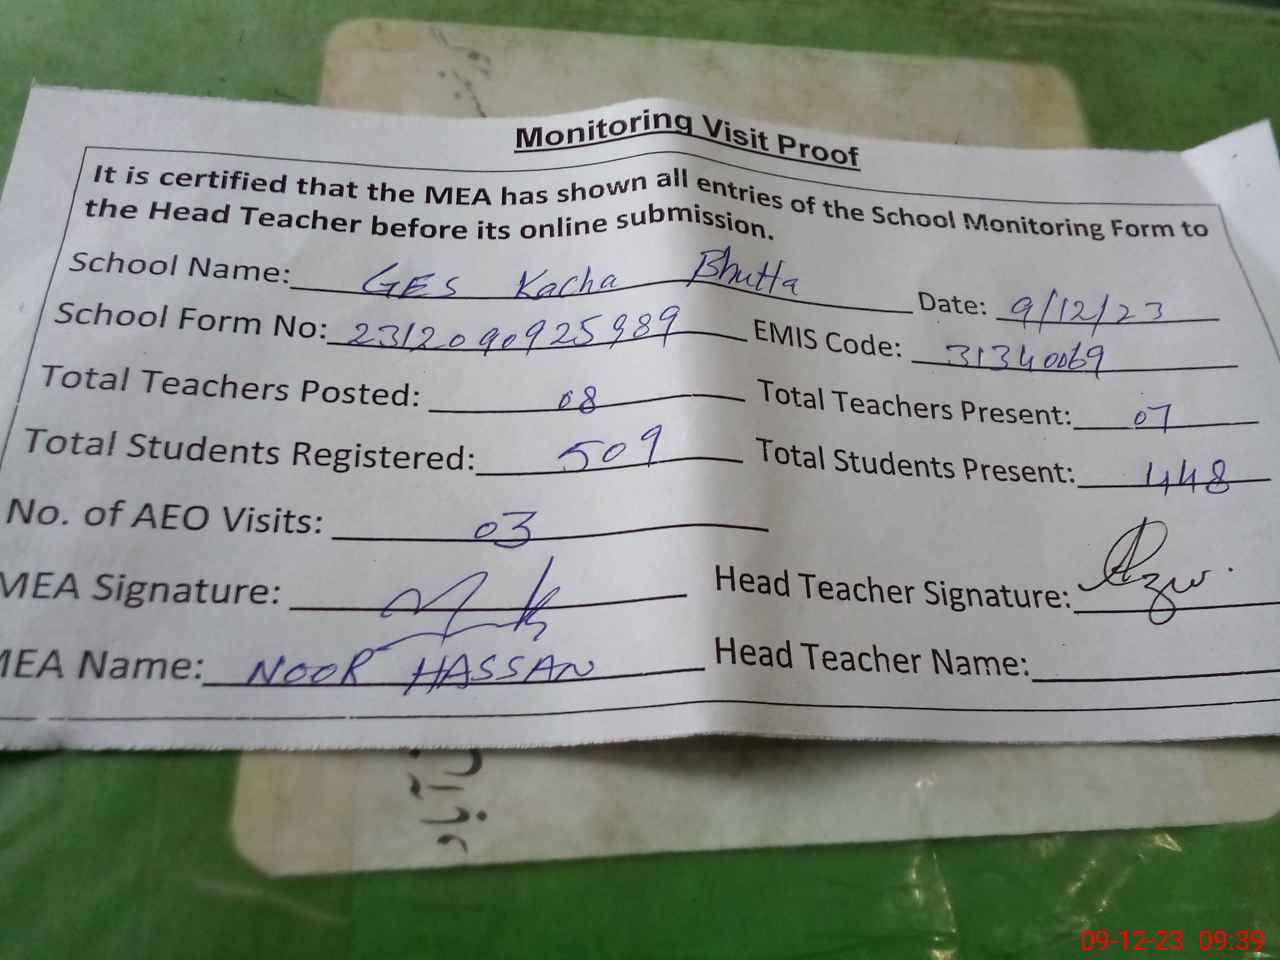 Monitoring Visit Proof
It is certified that the MEA has shown all entries of the School Monitoring Form to
the Head Teacher before its online submission.
School Name: GES Kacha Bhutta Date: 9/12/23
School Form No: 2312090925989 EMIS Code: 31340069
Total Teachers Posted: 08 Total Teachers Present: 07
Total Students Registered: 509 Total Students Present: 448
No. of AEO Visits: 03
MEA Signature: Head Teacher Signature:
MEA Name: NOOR HASSAN Head Teacher Name:
09-12-23 09:39